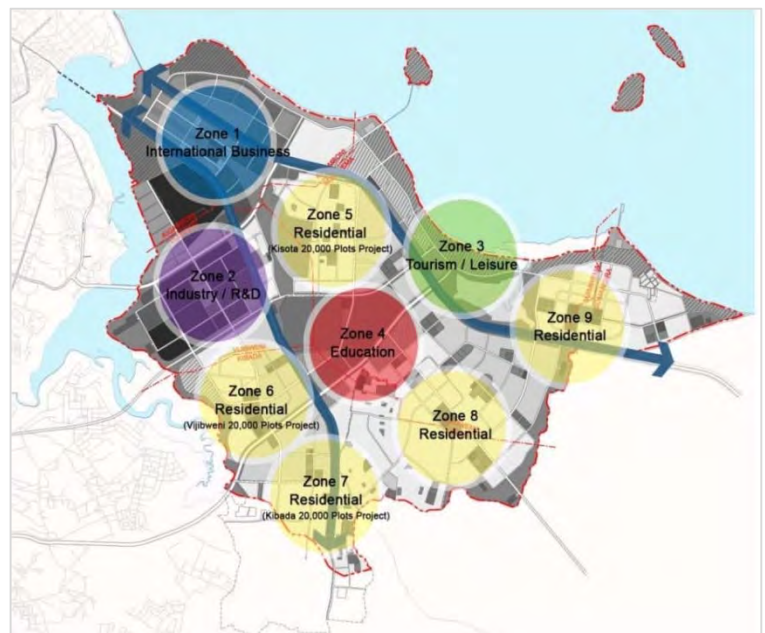 Zone 1
International Business
Zone 5
Residential
(Kisota 20,000 Plots Project)
Zone 3
Tourism / Leisure
Zone 2
Industry / R&D
Zone 9
Residential
Zone 4
Education
Zone 6
Residential
(Vijibweni 20,000 Plots Project)
Zone 8
Residential
Zone 7
Residential
(Kibada 20,000 Plots Project)